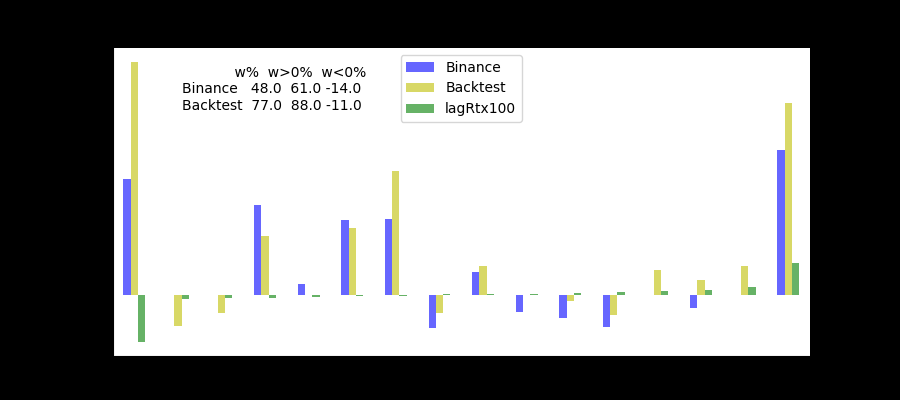 w% w>0% w<0%
Binance 48.0 61.0 -14.0
Backtest 77.0 88.0 -11.0
Binance
Backtest
lagRtx100